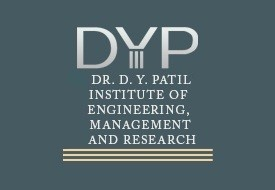 DYP
DR. D. Y. PATIL
INSTITUTE OF
ENGINEERING,
MANAGEMENT
AND RESEARCH